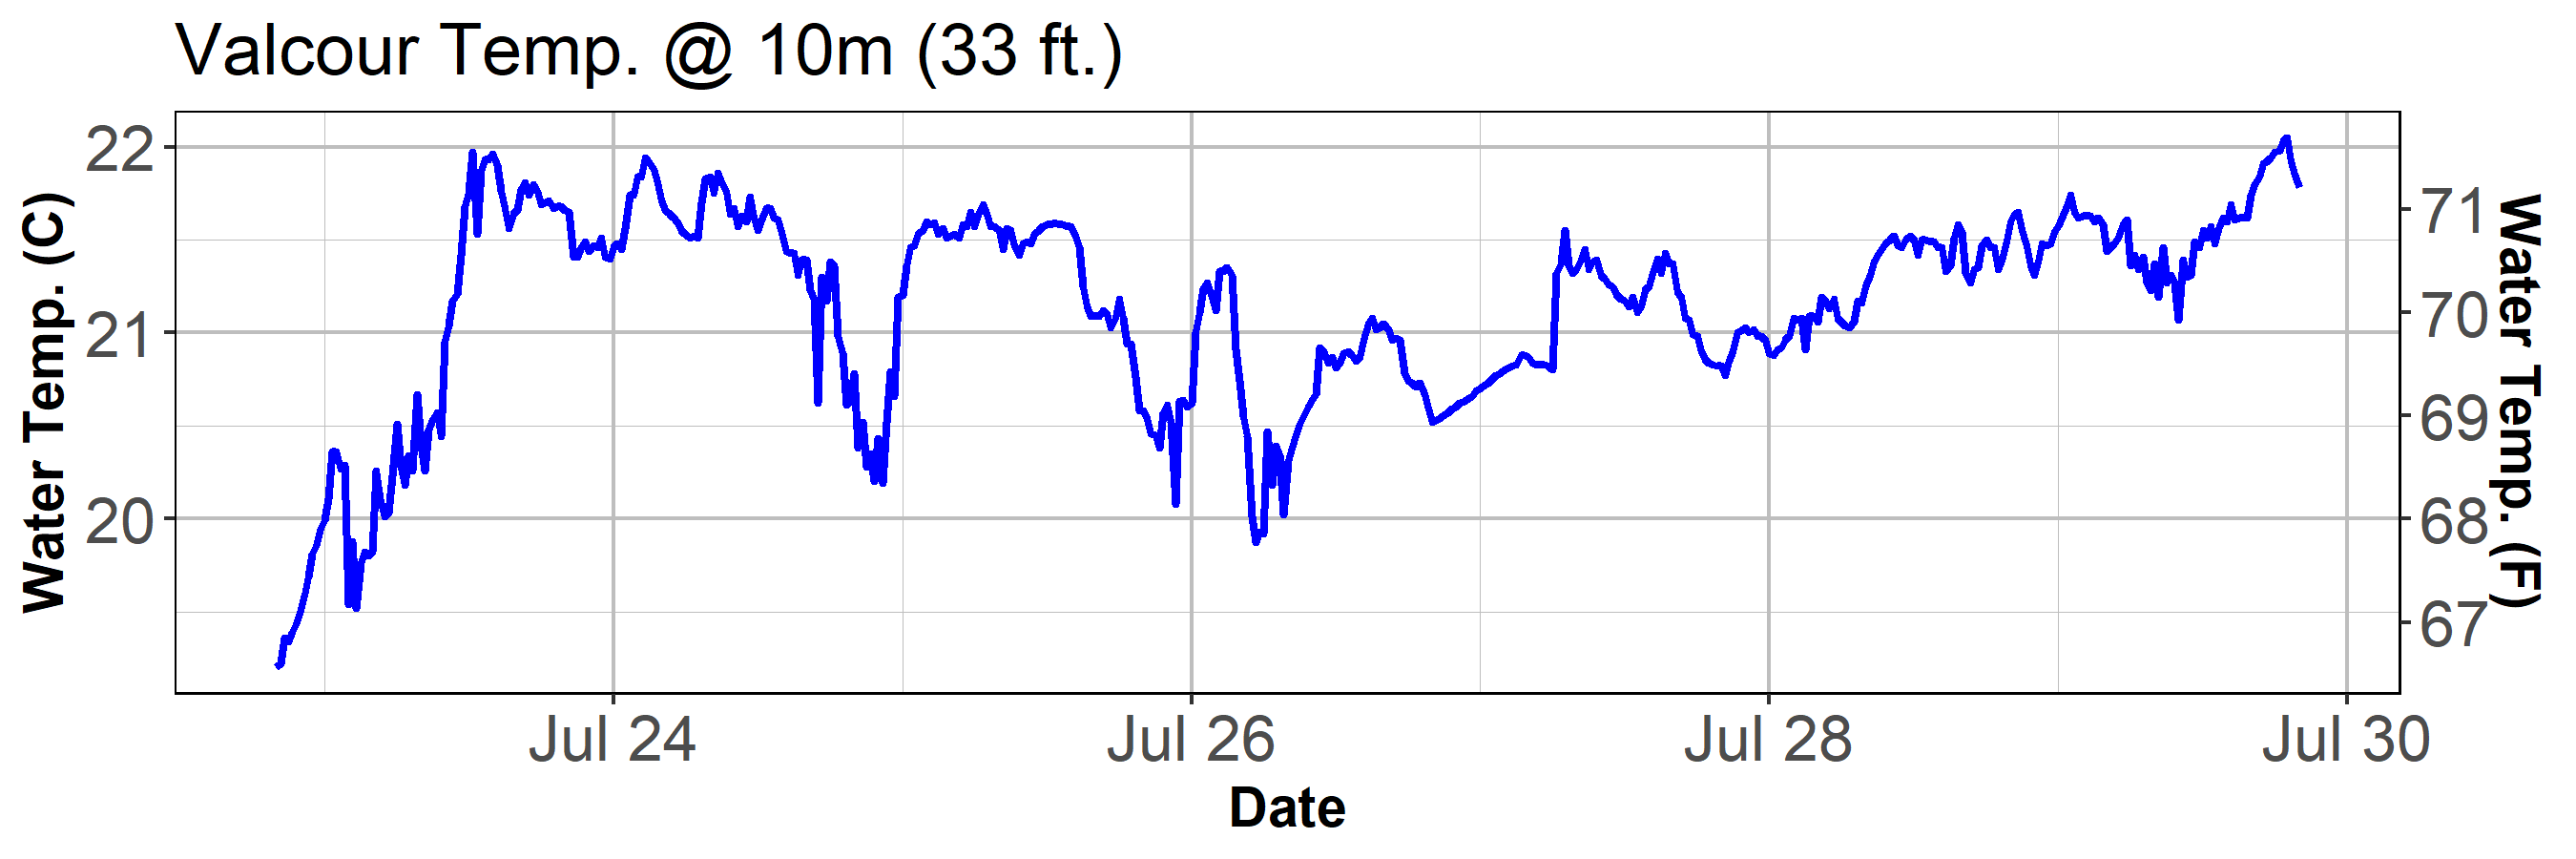 Valcour Temp. @ 10m (33 ft.)
Water Temp. (C)
22
21
20
71
70
69
68
67
Water Temp. (F)
Jul 24 Jul 26 Jul 28 Jul 30
Date